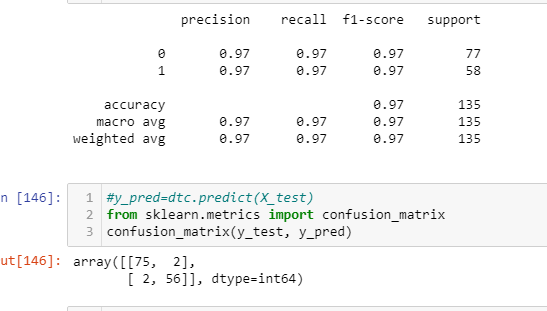 precision recall f1-score support
0 0.97 0.97 0.97 77
1 0.97 0.97 0.97 58
accuracy 0.97 135
macro avg 0.97 0.97 0.97 135
weighted avg 0.97 0.97 0.97 135
n [146]: 1 #y_pred=dtc.predict(X_test)
2 from sklearn.metrics import confusion_matrix
3 confusion_matrix(y_test, y_pred)
ut[146]: array([[75, 2],
[ 2, 56]], dtype=int64)